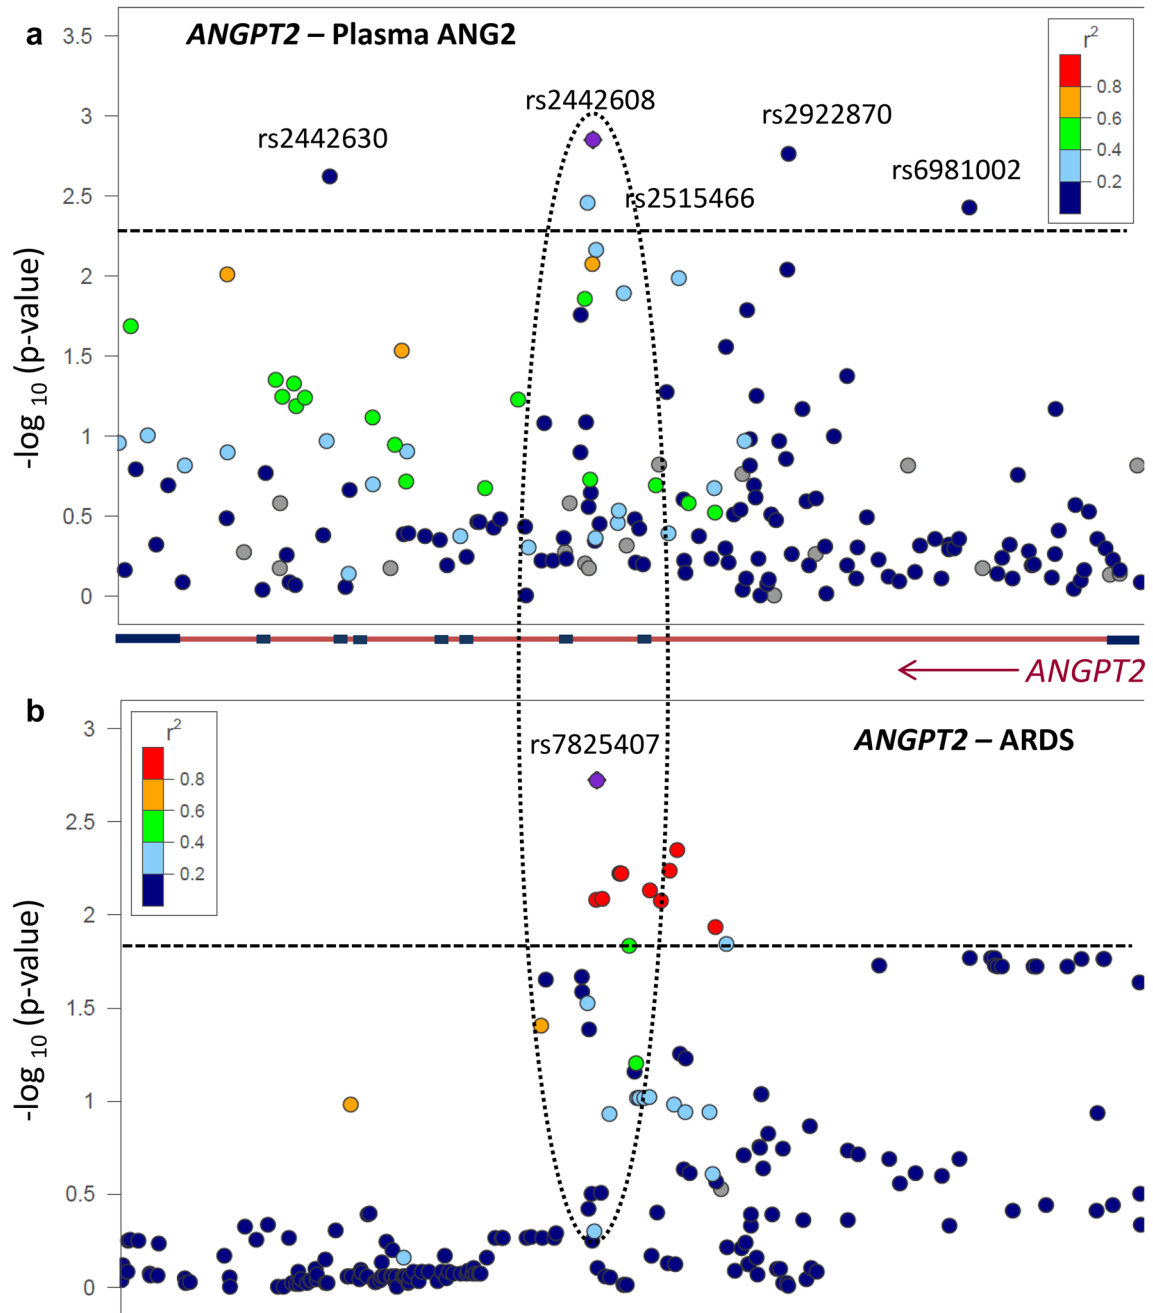 a
ANGPT2 – Plasma ANG2
r2
0.8
0.6
0.4
0.2
3.5
3
2.5
2
1.5
1
0.5
0
-log 10 (p-value)
rs2442630
rs2442608
rs2515466
rs2922870
rs6981002
ANGPT2
b
ANGPT2 – ARDS
r2
0.8
0.6
0.4
0.2
3
2.5
2
1.5
1
0.5
0
-log 10 (p-value)
rs7825407